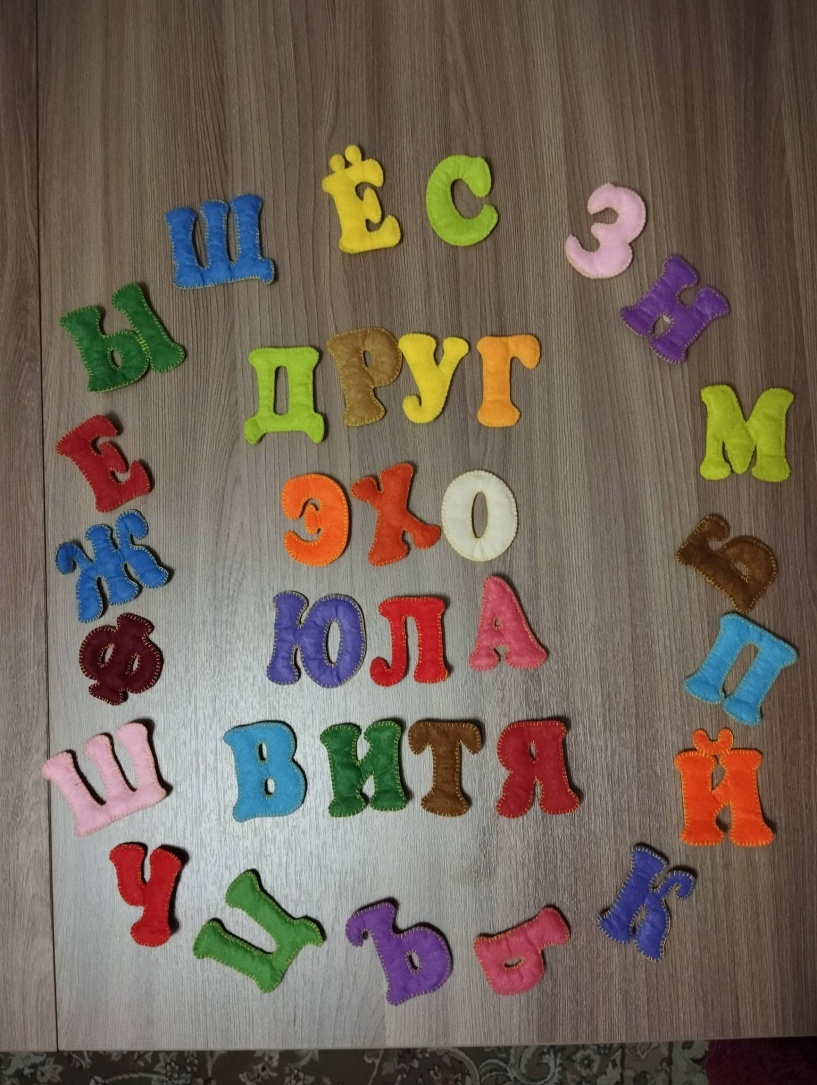 Щ Ё С З Н
Ы М
Е Б
Ж П
Ф Й
Ш К
Ч Ц Ъ Ь
ДРУГ
ЭХО
ЮЛА
ВИТЯ